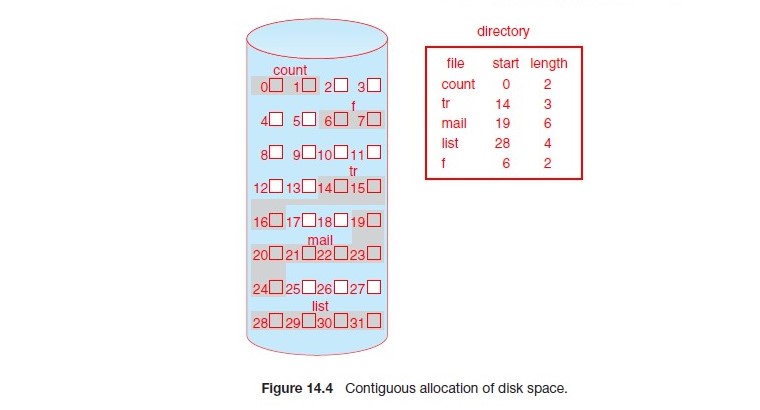 directory
file start length
count 0 2
tr 14 3
mail 19 6
list 28 4
f 6 2
count
0 1 2 3
f
4 5 6 7
8 9 10 11
tr
12 13 14 15
16 17 18 19
mail
20 21 22 23
24 25 26 27
list
28 29 30 31
Figure 14.4 Contiguous allocation of disk space.